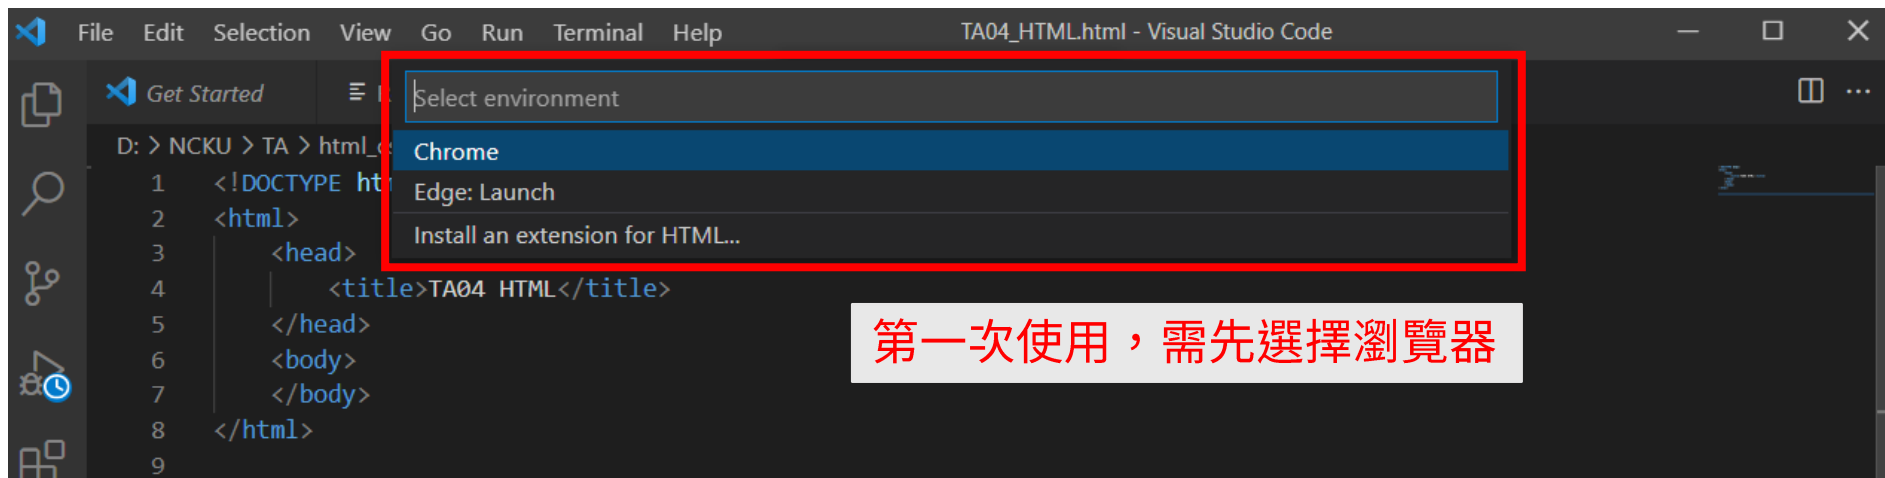 File Edit Selection View Go Run Terminal Help TA04_HTML.html - Visual Studio Code
Get Started
Select environment
Chrome
Edge: Launch
Install an extension for HTML...
D: > NCKU > TA >
1 <!DOCTYPE
2 <html>
3 <head>
4 <title>TA04 HTML</title>
5 </head>
6 <body>
7 </body>
8 </html>
9
第一次使用，需先選擇瀏覽器